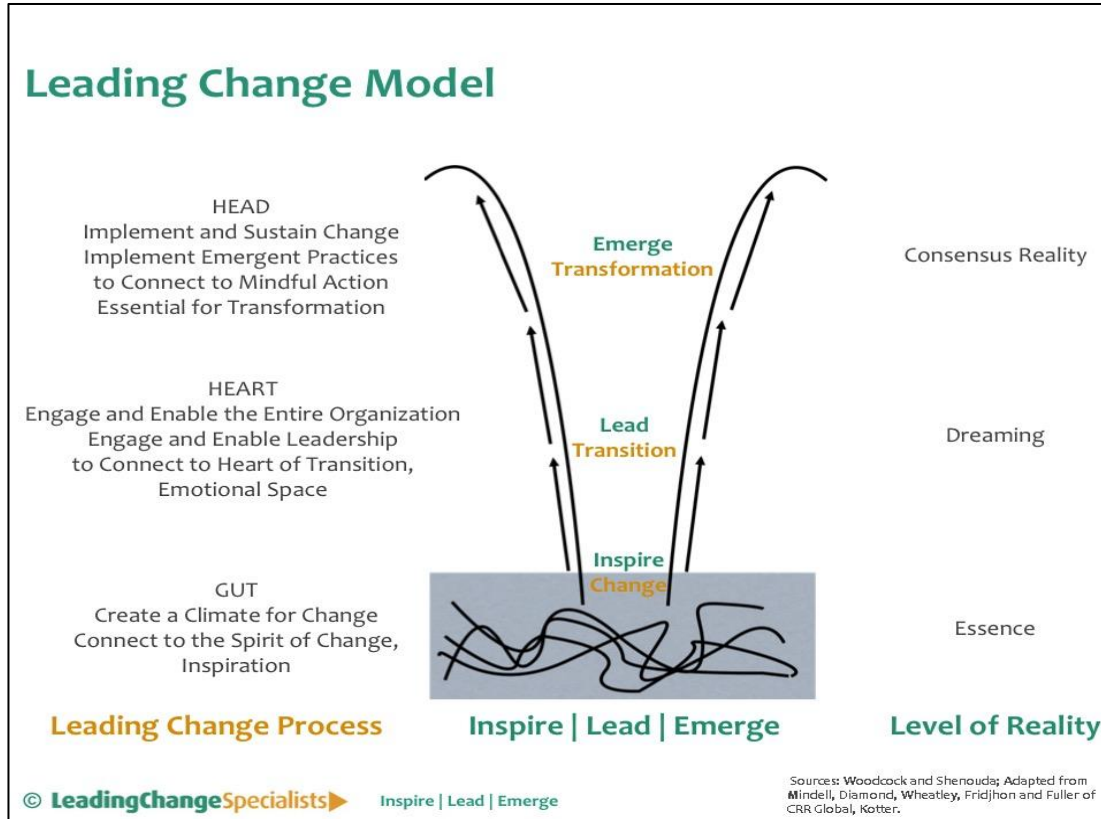 Leading Change Model
HEAD
Implement and Sustain Change
Implement Emergent Practices
to Connect to Mindful Action
Essential for Transformation
Emerge
Transformation
Consensus Reality
HEART
Engage and Enable the Entire Organization
Engage and Enable Leadership
to Connect to Heart of Transition,
Emotional Space
Lead
Transition
Dreaming
Inspire
Change
GUT
Create a Climate for Change
Connect to the Spirit of Change,
Inspiration
Essence
Leading Change Process
Inspire | Lead | Emerge
Level of Reality
© LeadingChangeSpecialists
Inspire | Lead | Emerge
Sources: Woodcock and Shenouda; Adapted from
Mindell, Diamond, Wheatley, Fridjhon and Fuller of
CRR Global, Kotter.